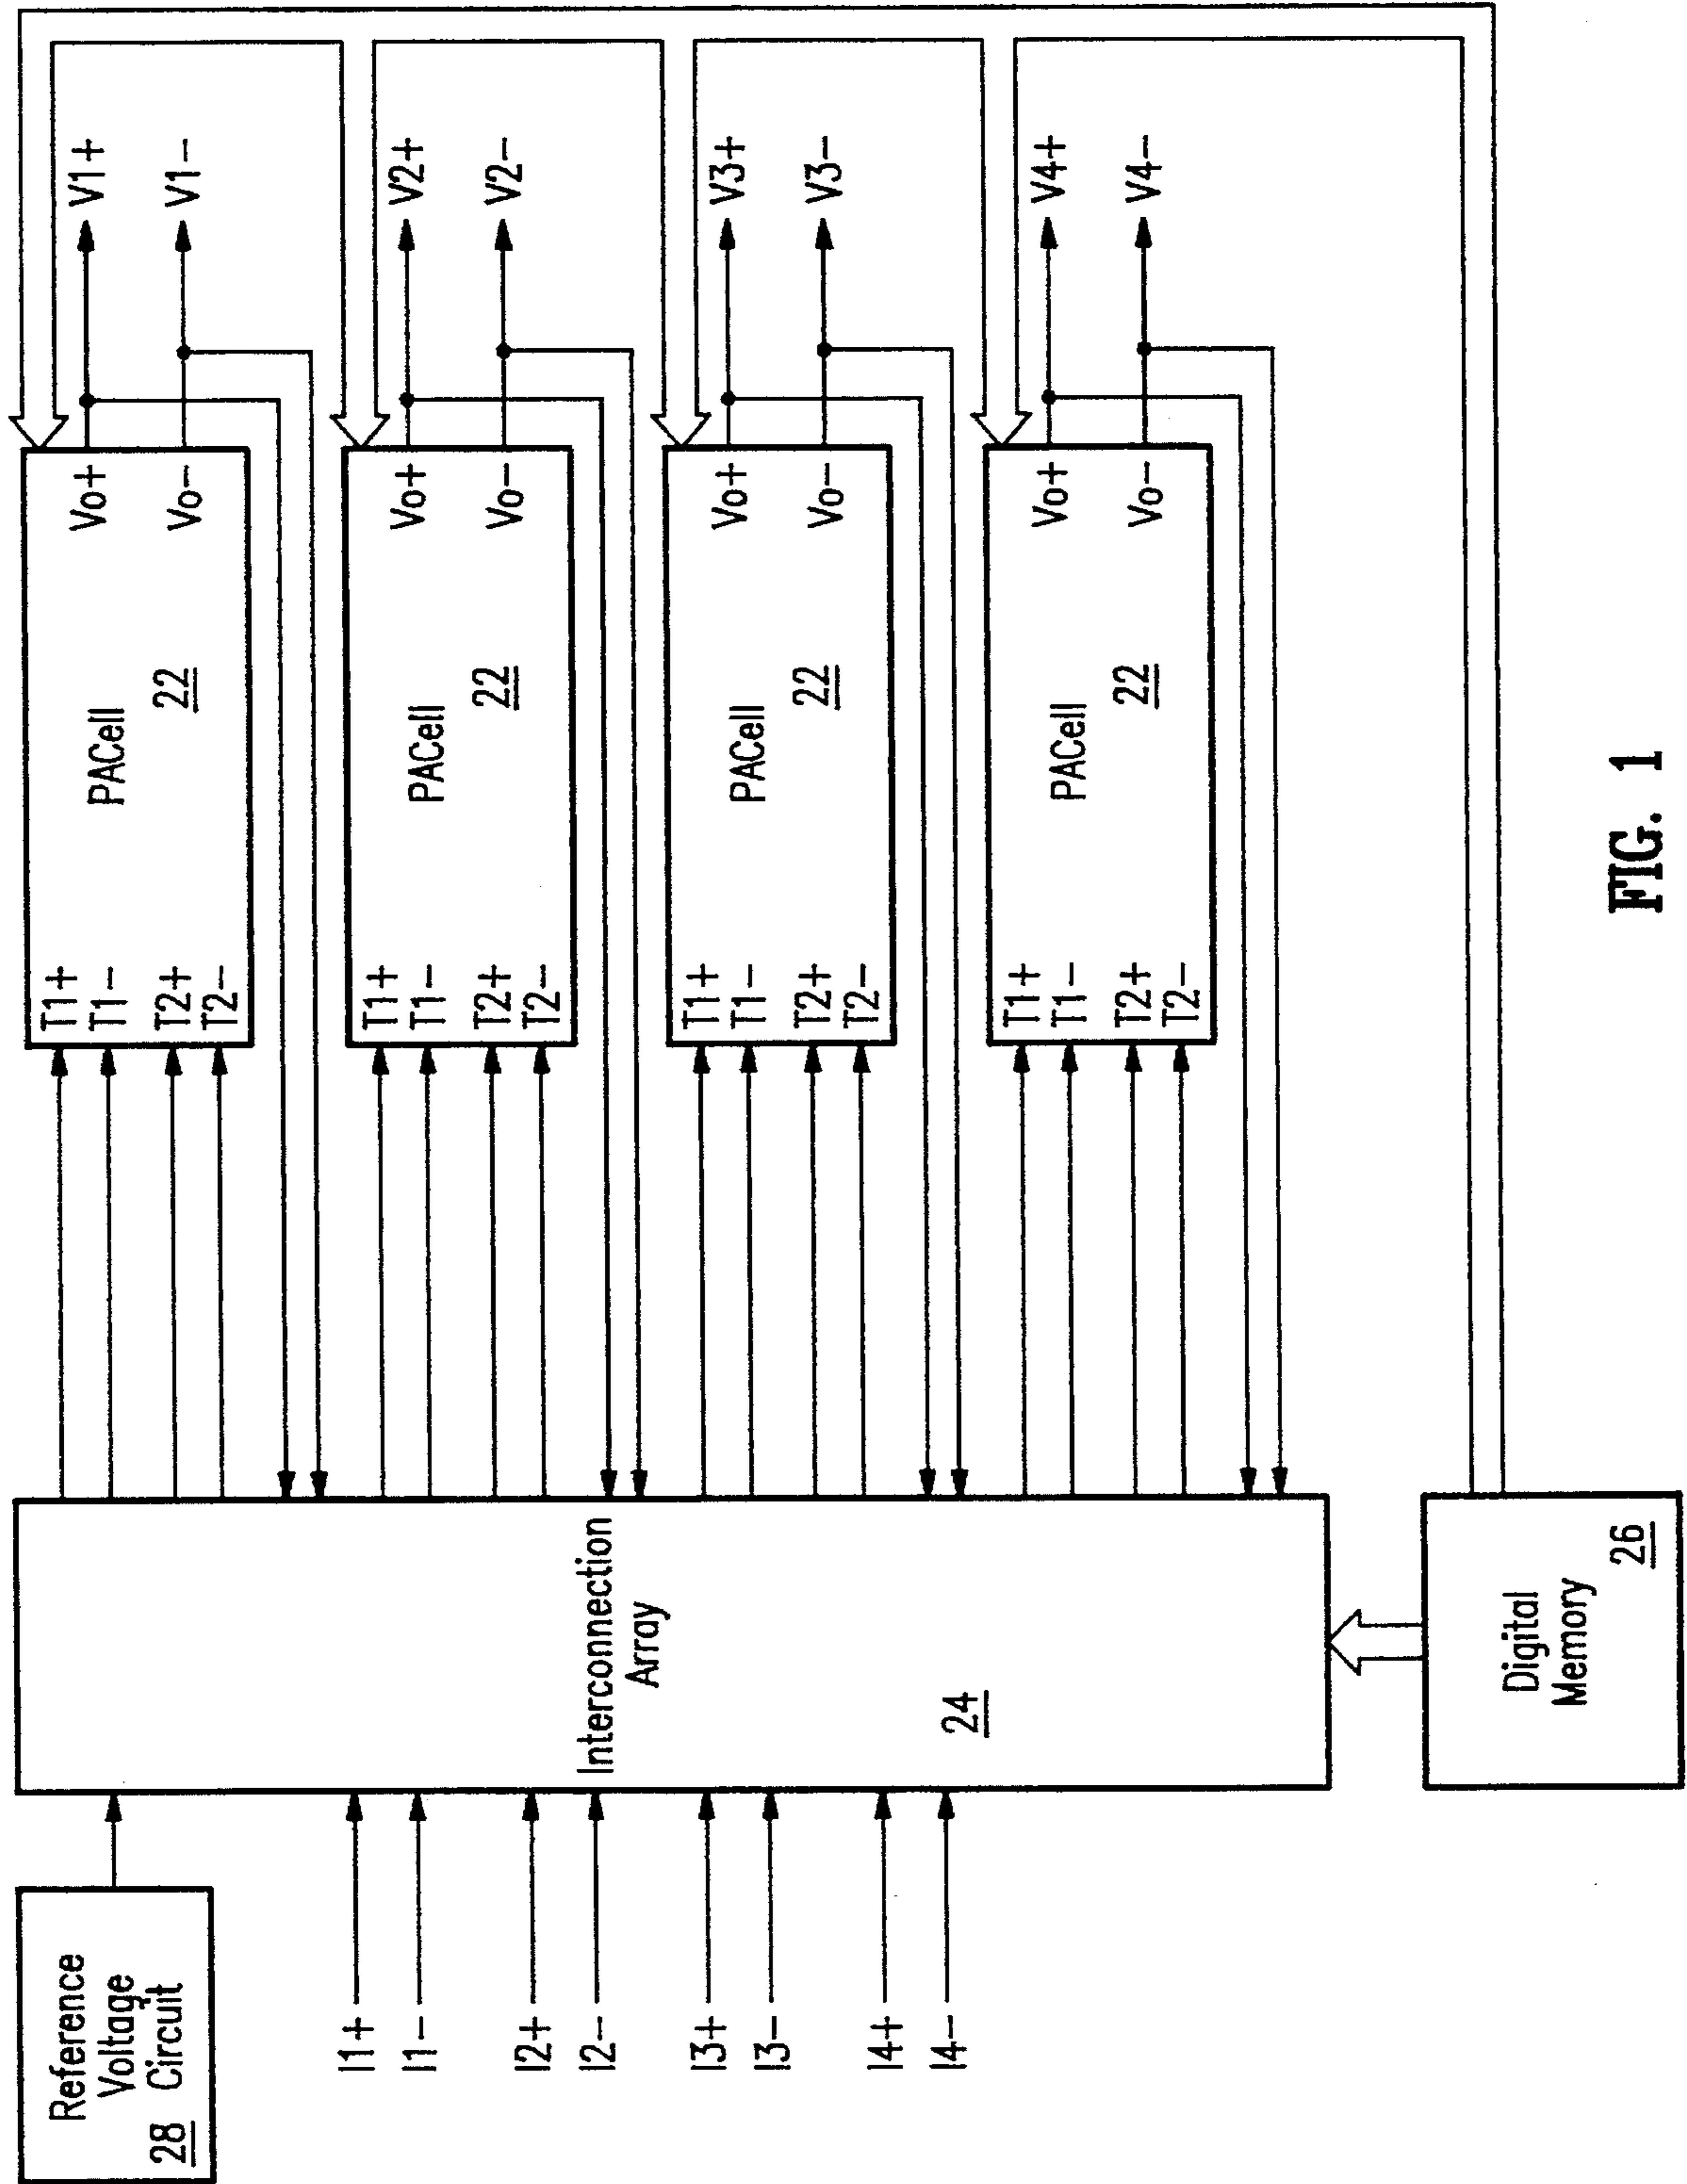 Reference
Voltage
28 Circuit
I1+
I1-
I2+
I2-
I3+
I3-
I4+
I4-
Interconnection
Array
24
Digital
Memory
26
T1+
T1-
T2+
T2-
PACell
22
Vo+
Vo-
V1+
V1-
T1+
T1-
T2+
T2-
PACell
22
Vo+
Vo-
V2+
V2-
T1+
T1-
T2+
T2-
PACell
22
Vo+
Vo-
V3+
V3-
T1+
T1-
T2+
T2-
PACell
22
Vo+
Vo-
V4+
V4-
FIG. 1